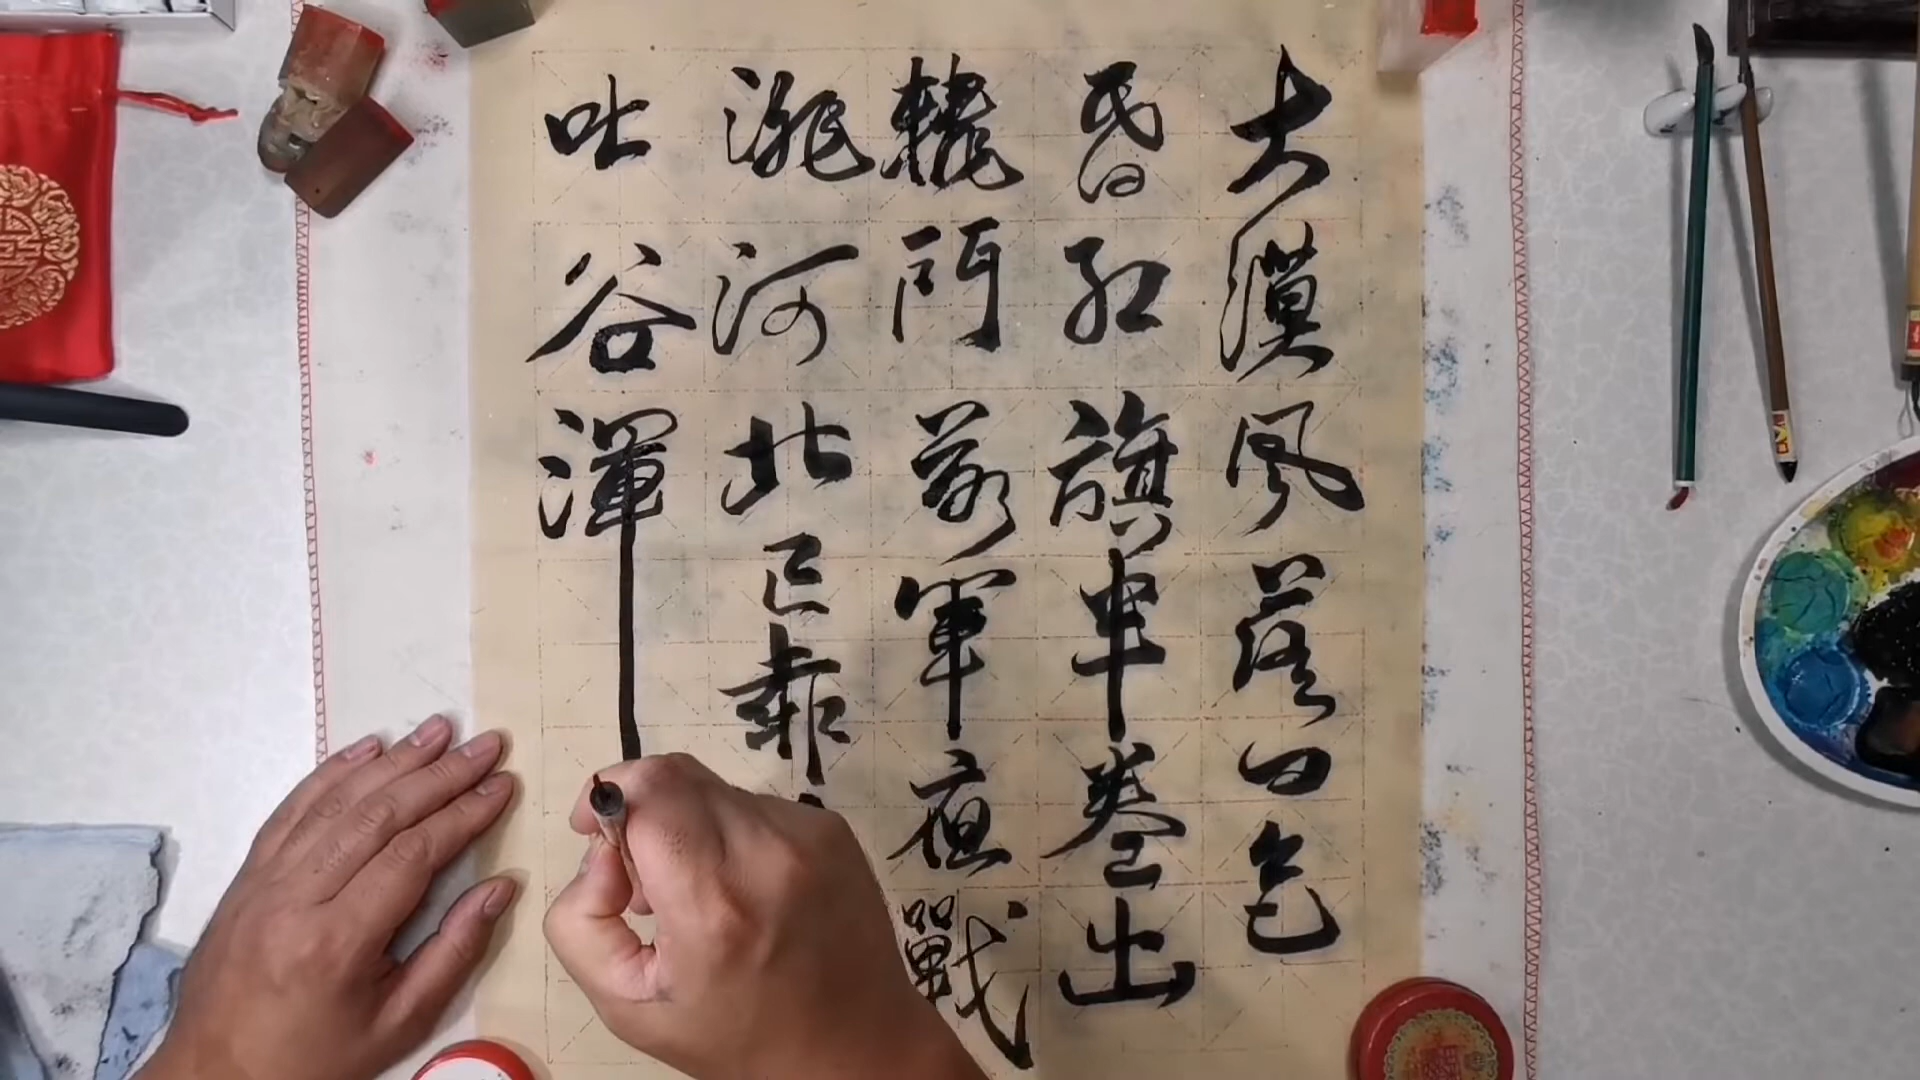 大漠風落日色
昏紅旗半卷出
轅門前軍夜戰
洮河北已報
吐谷渾